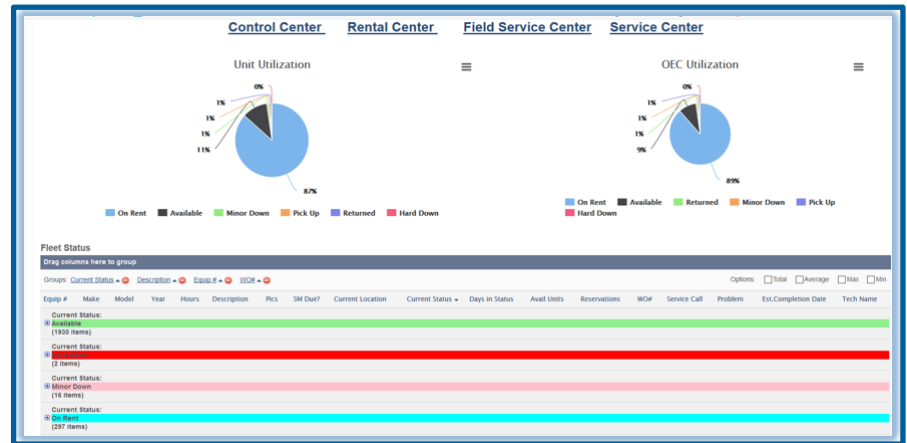 Control Center Rental Center Field Service Center Service Center
Unit Utilization
OEC Utilization
0%
1%
1%
1%
11%
87%
0%
1%
1%
1%
9%
89%
On Rent Available Minor Down Pick Up Returned Hard Down
On Rent Available Returned Minor Down Pick Up
Hard Down
Fleet Status
Drag columns here to group
Groups: Current Status Description Equip # WO# Options: Total Average Max Min
Equip # Make Model Year Hours Description Pics SM Due? Current Location Current Status Days in Status Avail Units Reservations WO# Service Call Problem Est.Completion Date Tech Name
Current Status:
Available
(1930 items)
Current Status:
(2 items)
Current Status:
Minor Down
(16 items)
Current Status:
On Rent
(297 items)